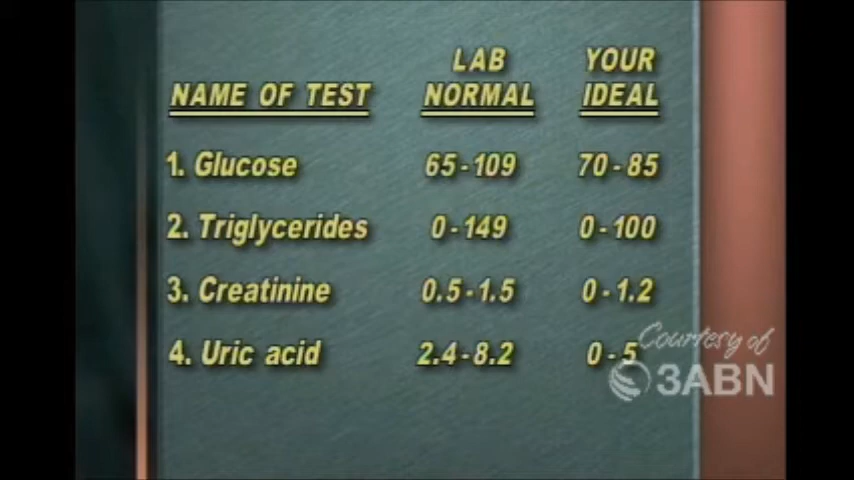 LAB YOUR
NAME OF TEST NORMAL IDEAL
1. Glucose 65-109 70-85
2. Triglycerides 0-149 0-100
3. Creatinine 0.5-1.5 0-1.2
4. Uric acid 2.4-8.2 0-5
Courtesy of
3ABN